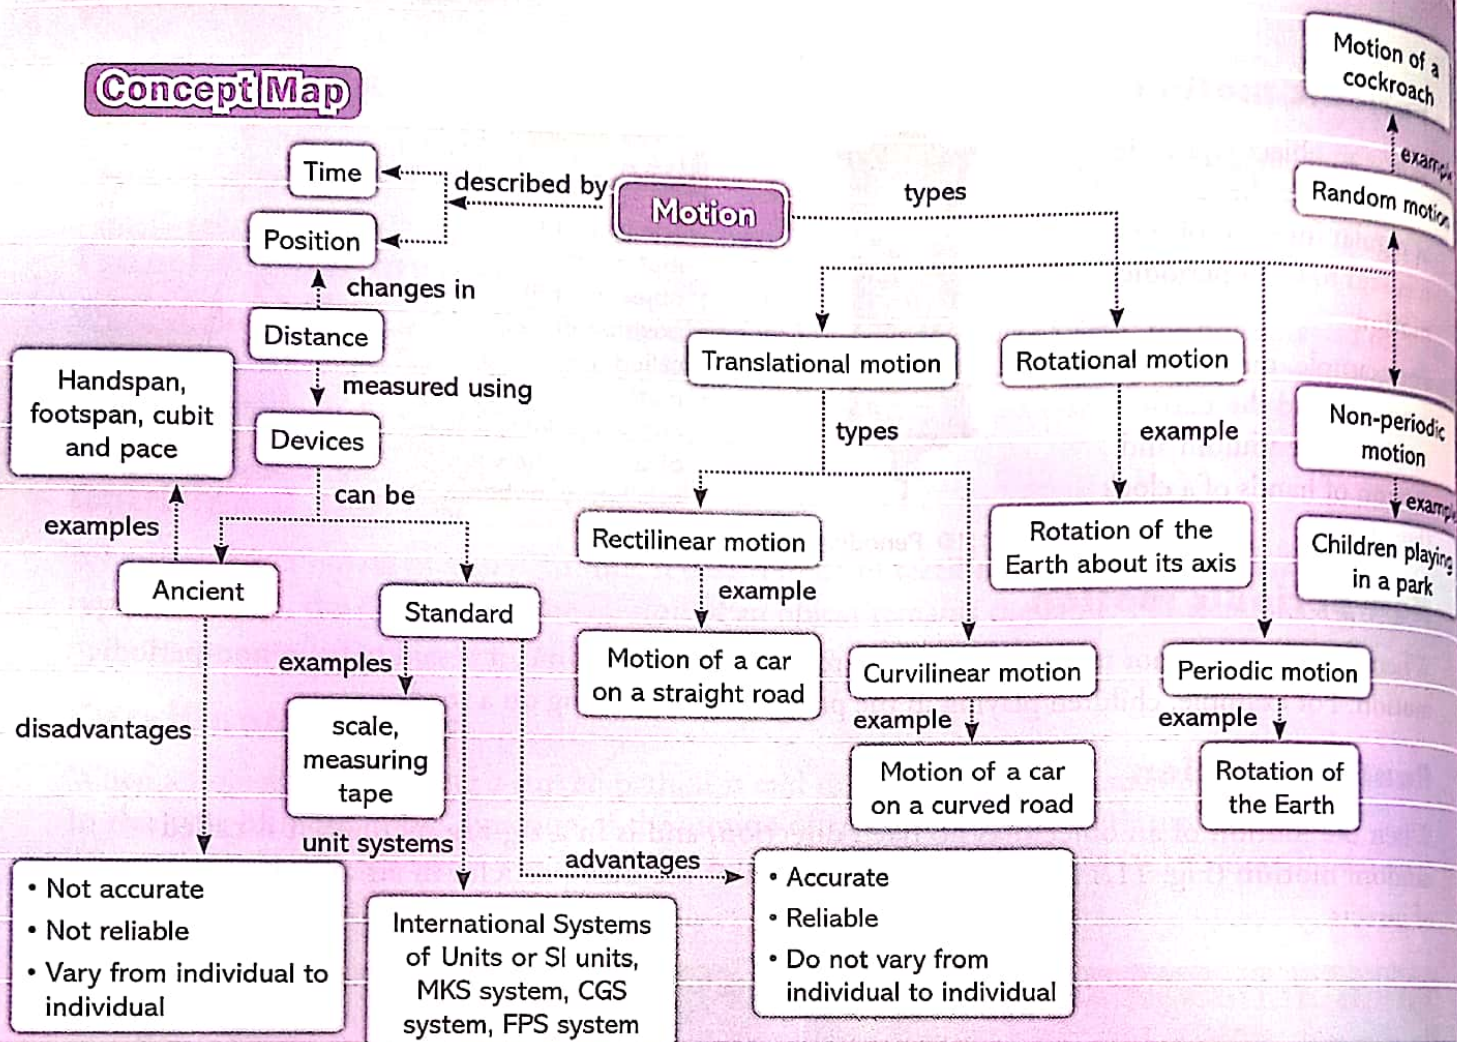 Concept Map
Motion of a
cockroach
example
Random motion
Time
described by
Motion
types
Position
changes in
Distance
measured using
Devices
can be
Handspan,
footspan, cubit
and pace
examples
Ancient
Standard
disadvantages
• Not accurate
• Not reliable
• Vary from individual to
individual
examples
scale,
measuring
tape
unit systems
International Systems
of Units or SI units,
MKS system, CGS
system, FPS system
advantages
• Accurate
• Reliable
• Do not vary from
individual to individual
Translational motion
types
Rectilinear motion
example
Motion of a car
on a straight road
Curvilinear motion
example
Motion of a car
on a curved road
Rotational motion
example
Rotation of the
Earth about its axis
Periodic motion
example
Rotation of
the Earth
Non-periodic
motion
example
Children playing
in a park